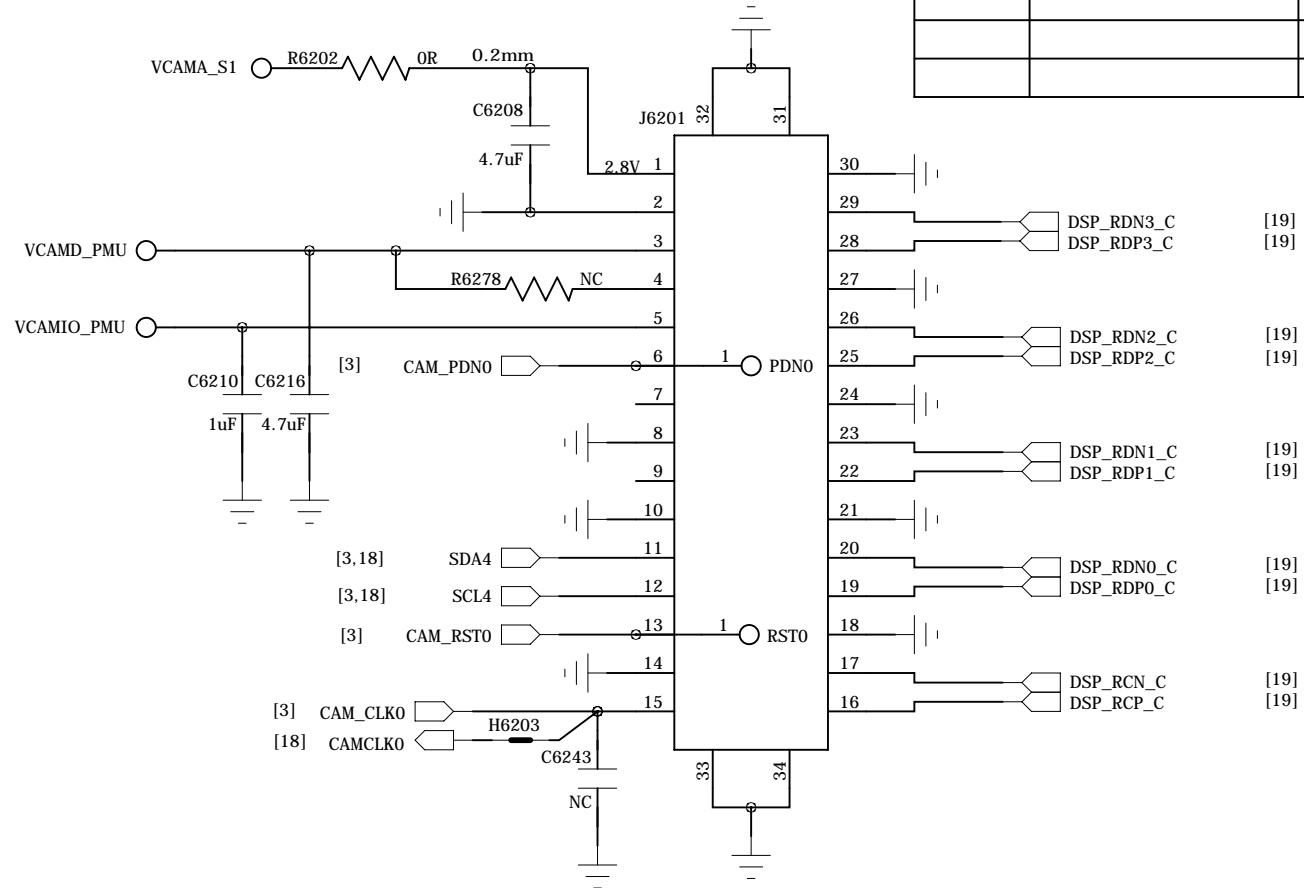 VCAMA_S1 R6202 0R 0.2mm
C6208
4.7uF
J6201 32 31
2.8V 1
2
VCAMD_PMU 3
R6278 NC 4
VCAMIO_PMU 5
[3] CAM_PDN0 6 1 PDN0
C6210 C6216
1uF 4.7uF
7
8
9
10
[3,18] SDA4 11
[3,18] SCL4 12
[3] CAM_RST0 13 1 RST0
14
[3] CAM_CLK0 15
[18] CAMCLK0 H6203
C6243
NC
33 34
30
29 DSP_RDN3_C [19]
28 DSP_RDP3_C [19]
27
26 DSP_RDN2_C [19]
25 DSP_RDP2_C [19]
24
23 DSP_RDN1_C [19]
22 DSP_RDP1_C [19]
21
20 DSP_RDN0_C [19]
19 DSP_RDP0_C [19]
18
17 DSP_RCN_C [19]
16 DSP_RCP_C [19]